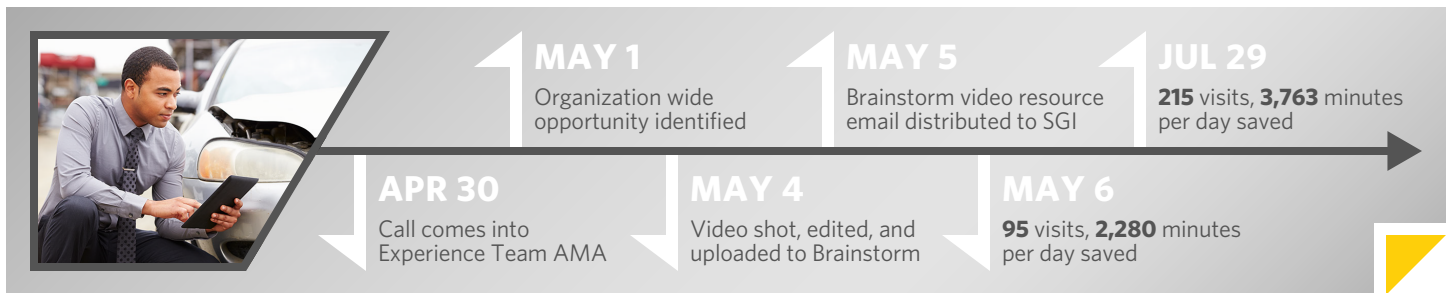 MAY 1
Organization wide
opportunity identified
MAY 5
Brainstorm video resource
email distributed to SGI
JUL 29
215 visits, 3,763 minutes
per day saved
APR 30
Call comes into
Experience Team AMA
MAY 4
Video shot, edited, and
uploaded to Brainstorm
MAY 6
95 visits, 2,280 minutes
per day saved